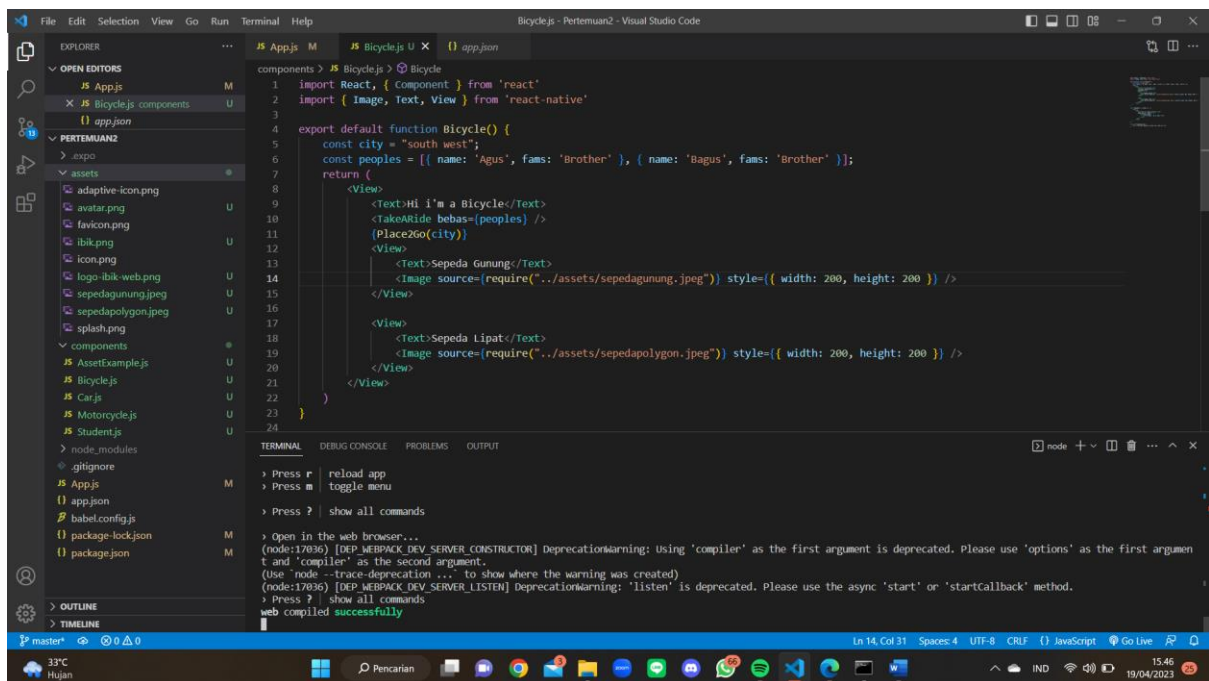 File Edit Selection View Go Run Terminal Help
Bicycle.js - Pertemuan2 - Visual Studio Code
EXPLORER
OPEN EDITORS
JS App.js M
JS Bicycle.js components U
{} app.json
PERTEMUAN2
> .expo
assets
adaptive-icon.png
avatar.png U
favicon.png
ibik.png U
icon.png
logo-ibik-web.png U
sepedagunung.jpeg U
sepedapolygon.jpeg U
splash.png
components
JS AssetExample.js U
JS Bicycle.js U
JS Car.js U
JS Motorcycle.js U
JS Student.js U
> node_modules
.gitignore
JS App.js M
{} app.json
babel.config.js
{} package-lock.json M
{} package.json M
> OUTLINE
> TIMELINE
JS App.js M
JS Bicycle.js U
{} app.json
components > JS Bicycle.js > Bicycle
1 import React, { Component } from 'react'
2 import { Image, Text, View } from 'react-native'
3
4 export default function Bicycle() {
5 const city = "south west";
6 const peoples = [{ name: 'Agus', fams: 'Brother' }, { name: 'Bagus', fams: 'Brother' }];
7 return (
8 <View>
9 <Text>Hi i'm a Bicycle</Text>
10 <TakeARide bebas={peoples} />
11 {Place2Go(city)}
12 <View>
13 <Text>Sepeda Gunung</Text>
14 <Image source={require("../assets/sepedagunung.jpeg")} style={{ width: 200, height: 200 }} />
15 </View>
16
17 <View>
18 <Text>Sepeda Lipat</Text>
19 <Image source={require("../assets/sepedapolygon.jpeg")} style={{ width: 200, height: 200 }} />
20 </View>
21 </View>
22 )
23 }
24
TERMINAL DEBUG CONSOLE PROBLEMS OUTPUT
node
› Press r │ reload app
› Press m │ toggle menu
› Press ? │ show all commands
› Open in the web browser...
(node:17036) [DEP_WEBPACK_DEV_SERVER_CONSTRUCTOR] DeprecationWarning: Using 'compiler' as the first argument is deprecated. Please use 'options' as the first argumen
t and 'compiler' as the second argument.
(Use `node --trace-deprecation ...` to show where the warning was created)
(node:17036) [DEP_WEBPACK_DEV_SERVER_LISTEN] DeprecationWarning: 'listen' is deprecated. Please use the async 'start' or 'startCallback' method.
› Press ? │ show all commands
web compiled successfully
13
master* 0 0
Ln 14, Col 31 Spaces: 4 UTF-8 CRLF {} JavaScript Go Live
33°C
Hujan
Pencarian
66
IND
15.46
19/04/2023
25